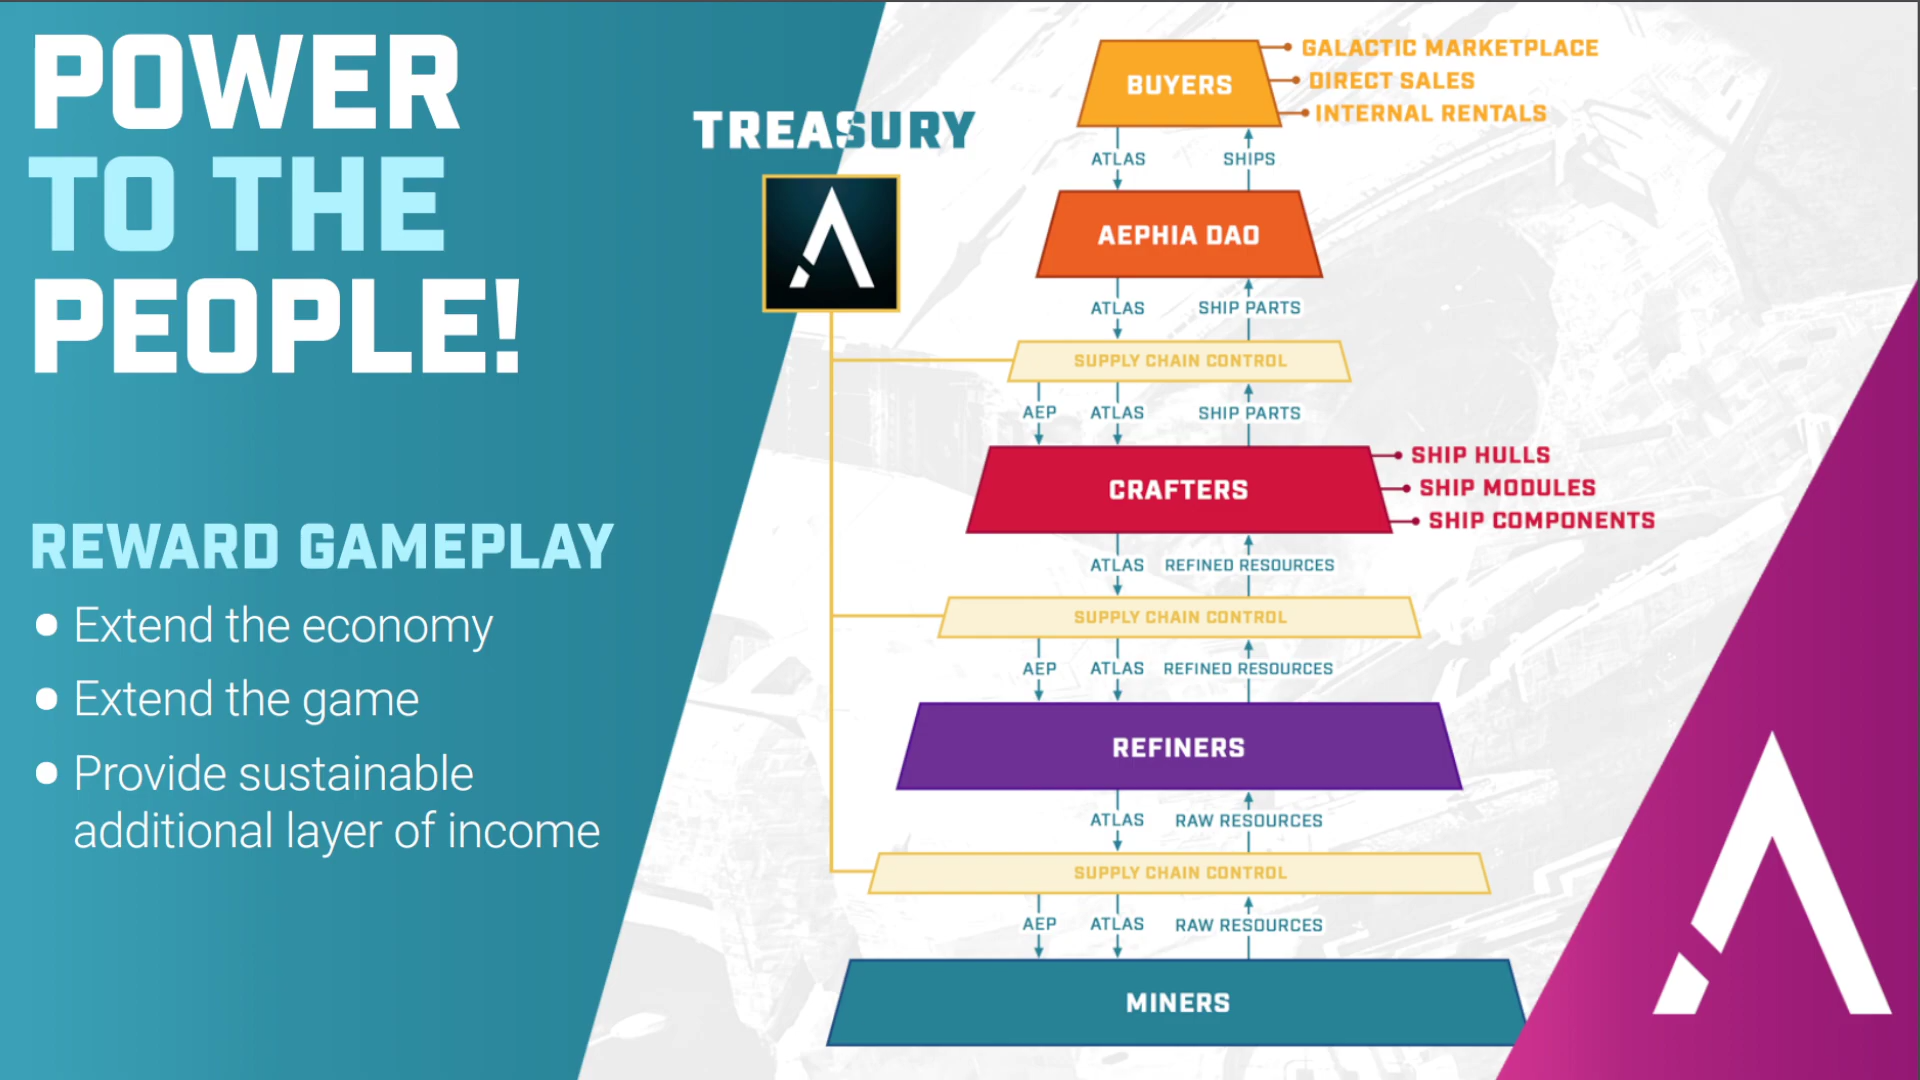 POWER
TO THE
PEOPLE!
REWARD GAMEPLAY
• Extend the economy
• Extend the game
• Provide sustainable
additional layer of income
TREASURY
BUYERS
GALACTIC MARKETPLACE
DIRECT SALES
INTERNAL RENTALS
ATLAS SHIPS
AEPHIA DAO
ATLAS SHIP PARTS
SUPPLY CHAIN CONTROL
AEP ATLAS SHIP PARTS
CRAFTERS
SHIP HULLS
SHIP MODULES
SHIP COMPONENTS
ATLAS REFINED RESOURCES
SUPPLY CHAIN CONTROL
AEP ATLAS REFINED RESOURCES
REFINERS
ATLAS RAW RESOURCES
SUPPLY CHAIN CONTROL
AEP ATLAS RAW RESOURCES
MINERS